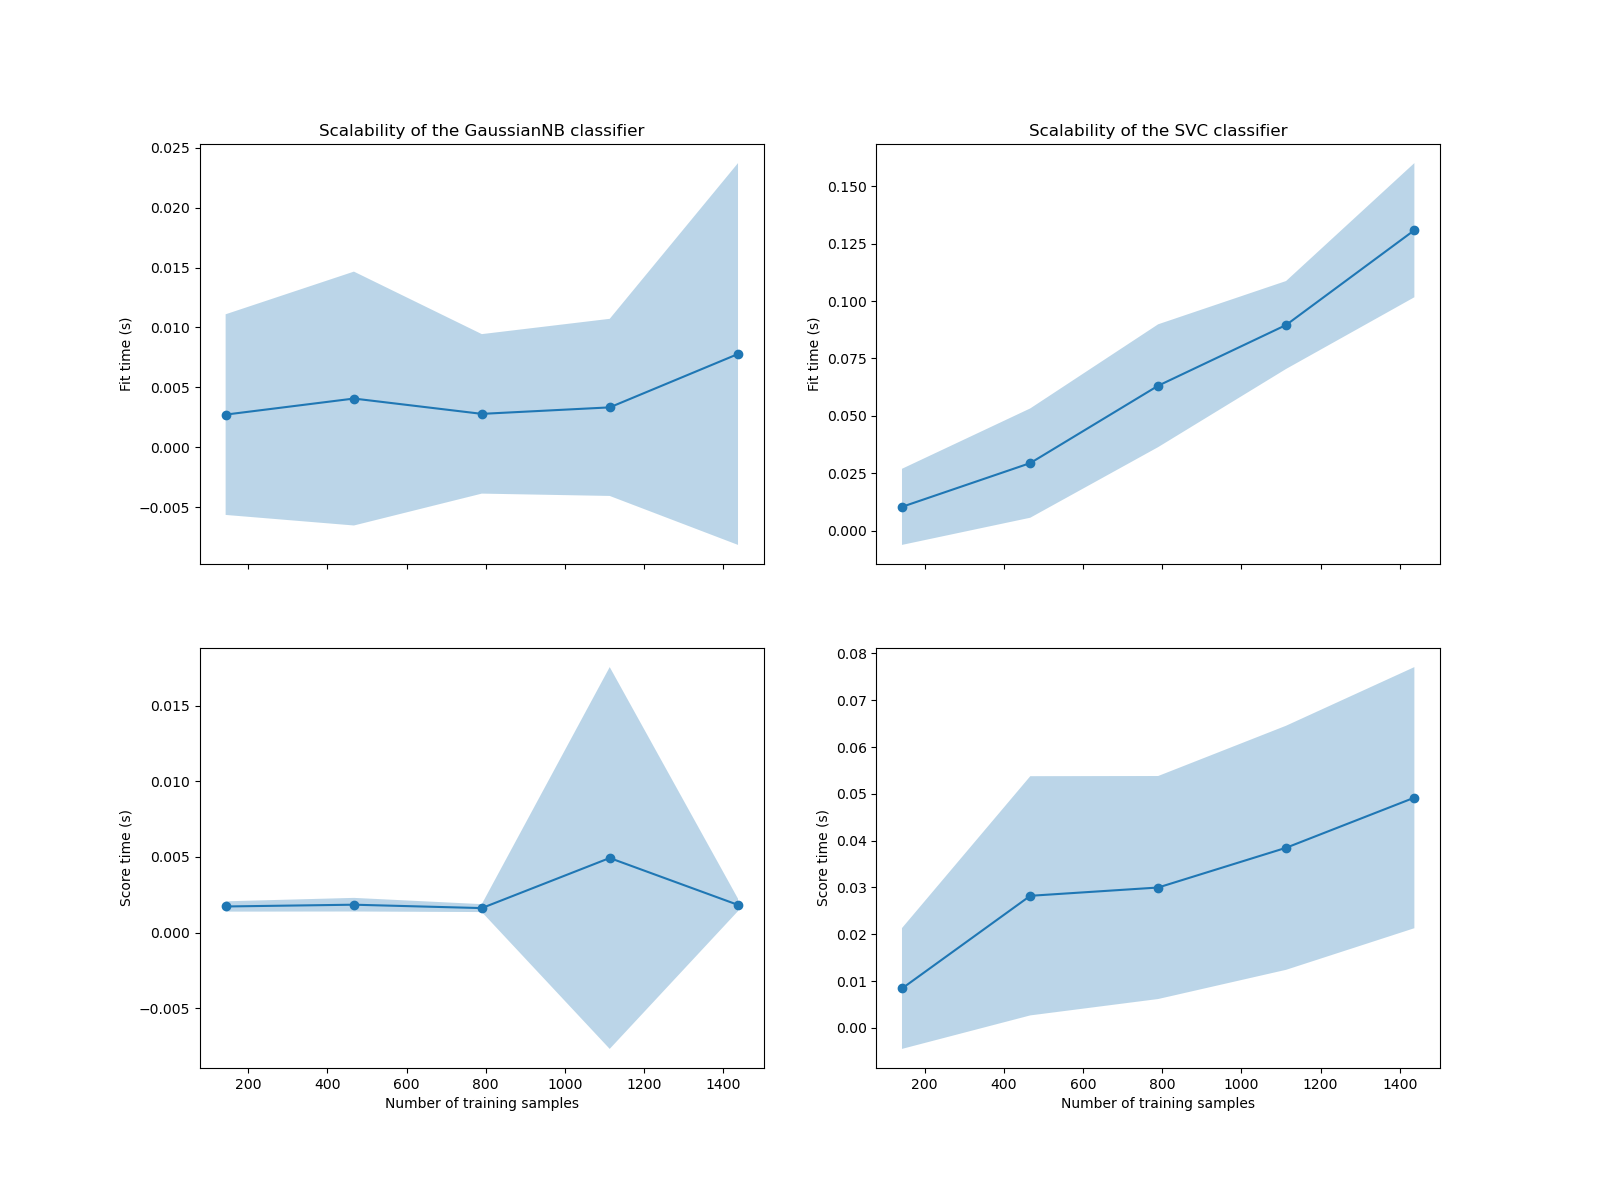 Scalability of the GaussianNB classifier
0.025
0.020
0.015
0.010
0.005
0.000
−0.005
Fit time (s)
Scalability of the SVC classifier
0.150
0.125
0.100
0.075
0.050
0.025
0.000
Fit time (s)
0.015
0.010
0.005
0.000
−0.005
Score time (s)
200 400 600 800 1000 1200 1400
Number of training samples
0.08
0.07
0.06
0.05
0.04
0.03
0.02
0.01
0.00
Score time (s)
200 400 600 800 1000 1200 1400
Number of training samples